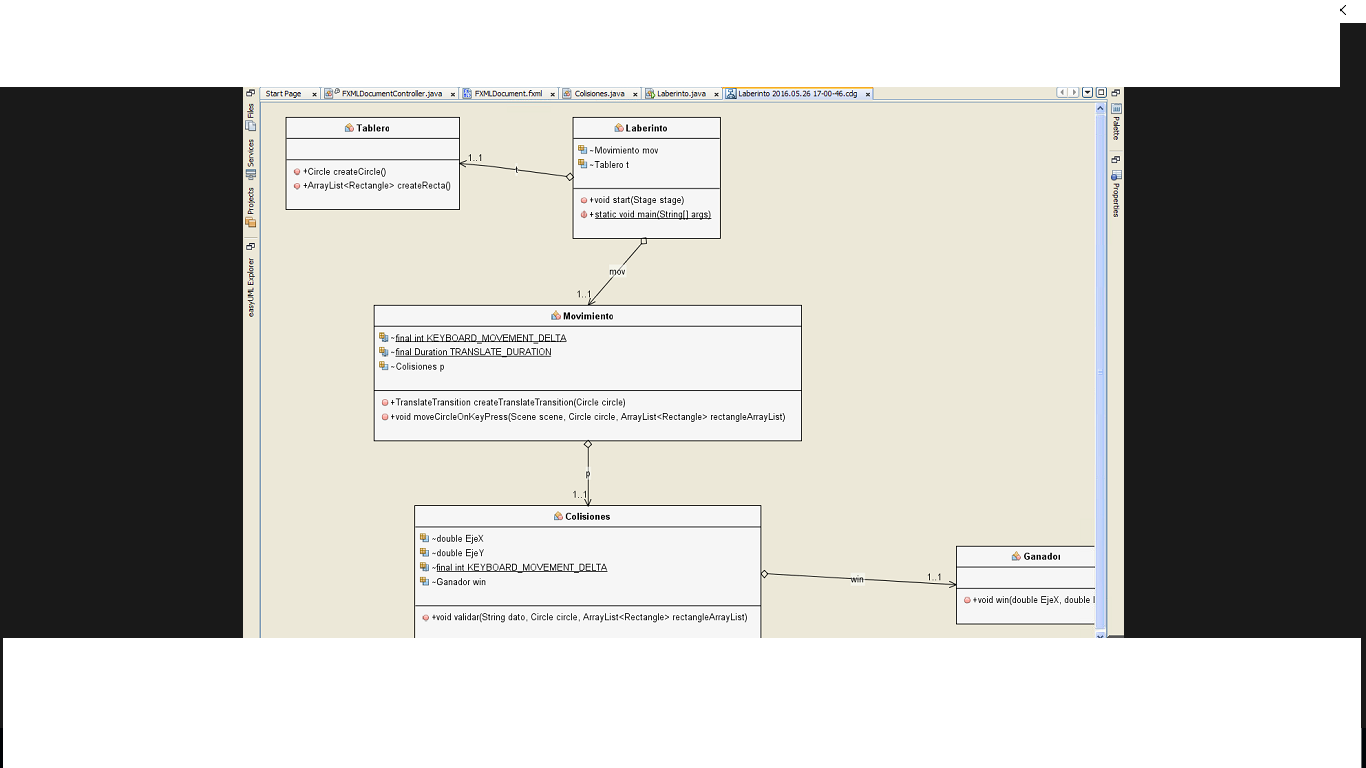 Start Page
FXMLDocumentController.java
FXMLDocument.fxml
Colisiones.java
Laberinto.java
Laberinto 2016.05.26 17-00-46.cdg
Files
Services
Projects
easyUML Explorer
Palette
Properties
Tablero
+Circle createCircle()
+ArrayList<Rectangle> createRecta()
1..1
t
Laberinto
~Movimiento mov
~Tablero t
+void start(Stage stage)
+static void main(String[] args)
mov
1..1
Movimiento
~final int KEYBOARD_MOVEMENT_DELTA
~final Duration TRANSLATE_DURATION
~Colisiones p
+TranslateTransition createTranslateTransition(Circle circle)
+void moveCircleOnKeyPress(Scene scene, Circle circle, ArrayList<Rectangle> rectangleArrayList)
p
1..1
Colisiones
~double EjeX
~double EjeY
~final int KEYBOARD_MOVEMENT_DELTA
~Ganador win
+void validar(String dato, Circle circle, ArrayList<Rectangle> rectangleArrayList)
win
1..1
Ganador
+void win(double EjeX, double